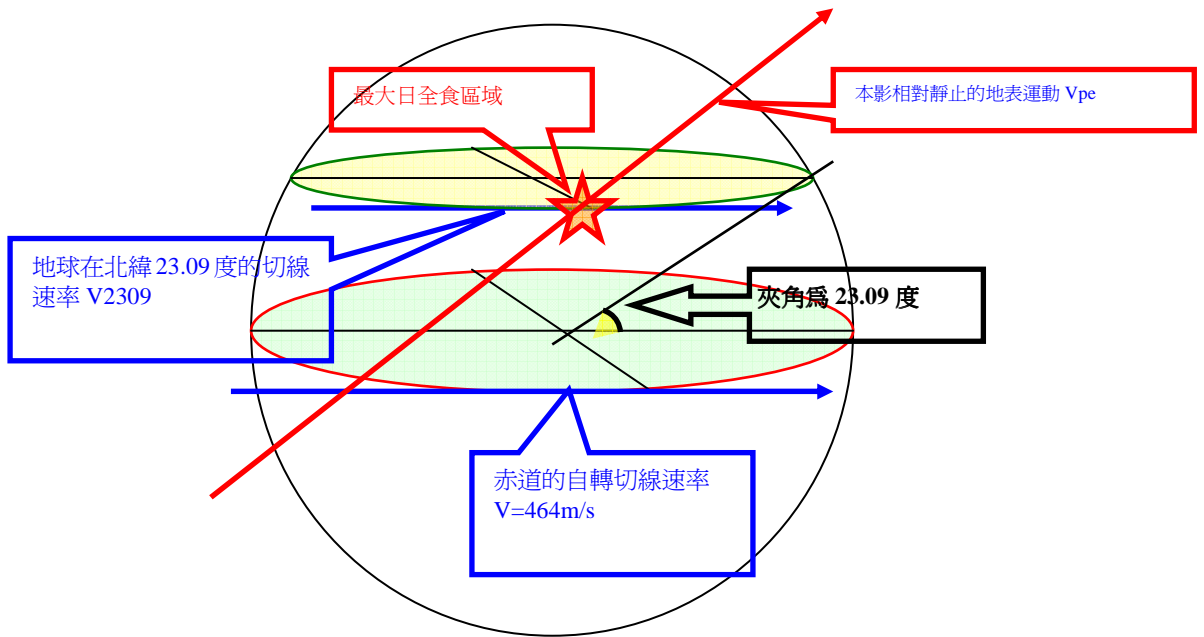 最大日全食區域
本影相對靜止的地表運動 Vpe
地球在北緯 23.09 度的切線
速率 V2309
夾角為 23.09 度
赤道的自轉切線速率
V=464m/s